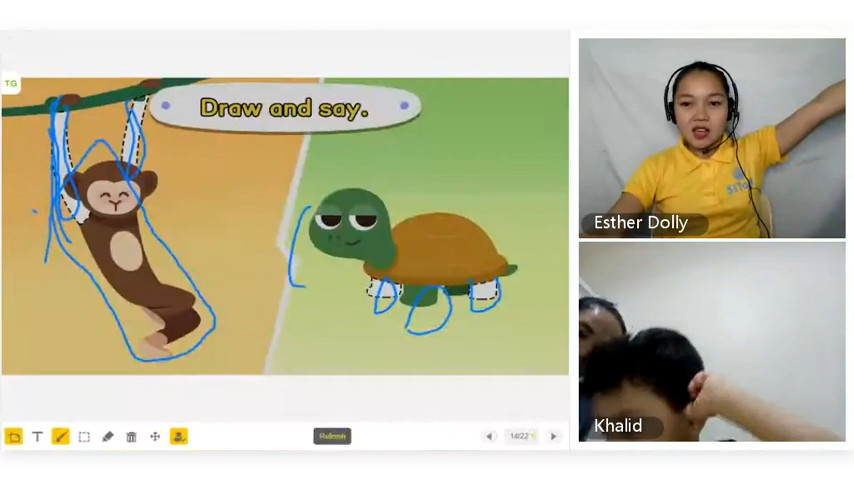 TG
Draw and say.
Esther Dolly
Khalid
T
Refresh
14/22